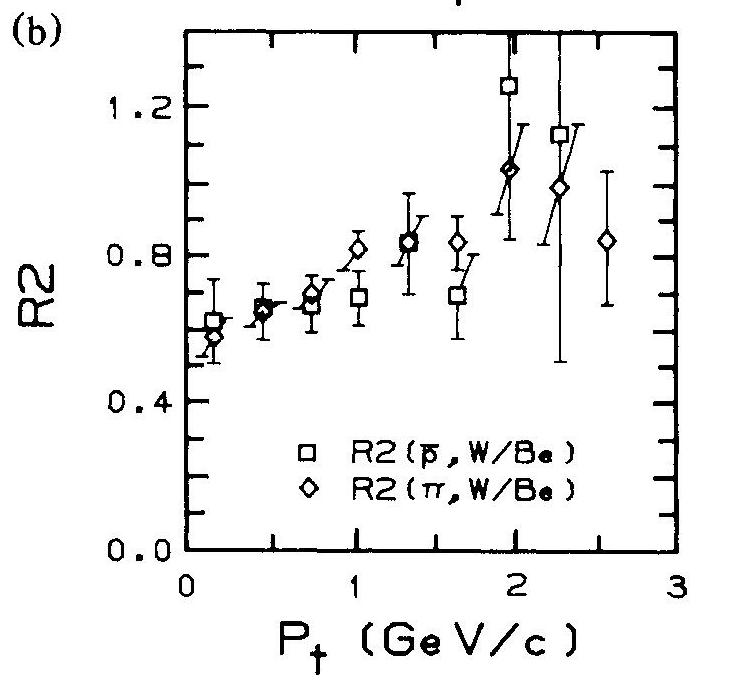 (b)
R2
1.2
0.8
0.4
0.0
R2(p̅,W/Be)
R2(π,W/Be)
0 1 2 3
Pt (GeV/c)